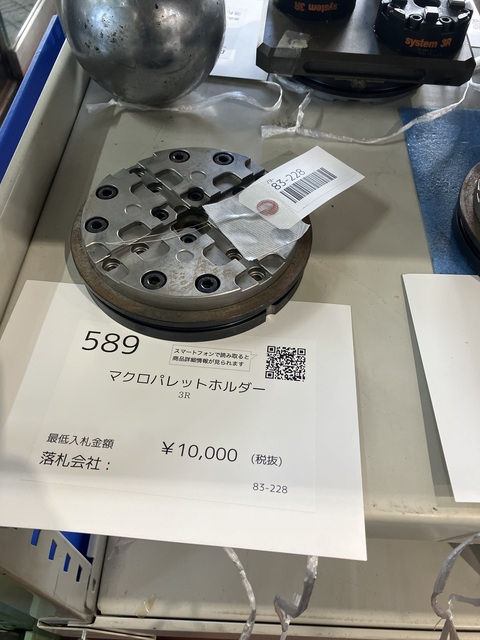 system 3R
system 3R
83-228
589
スマートフォンで読み取ると
商品詳細情報が見られます
マクロパレットホルダー
3R
最低入札金額
￥10,000 (税抜)
落札会社：
83-228